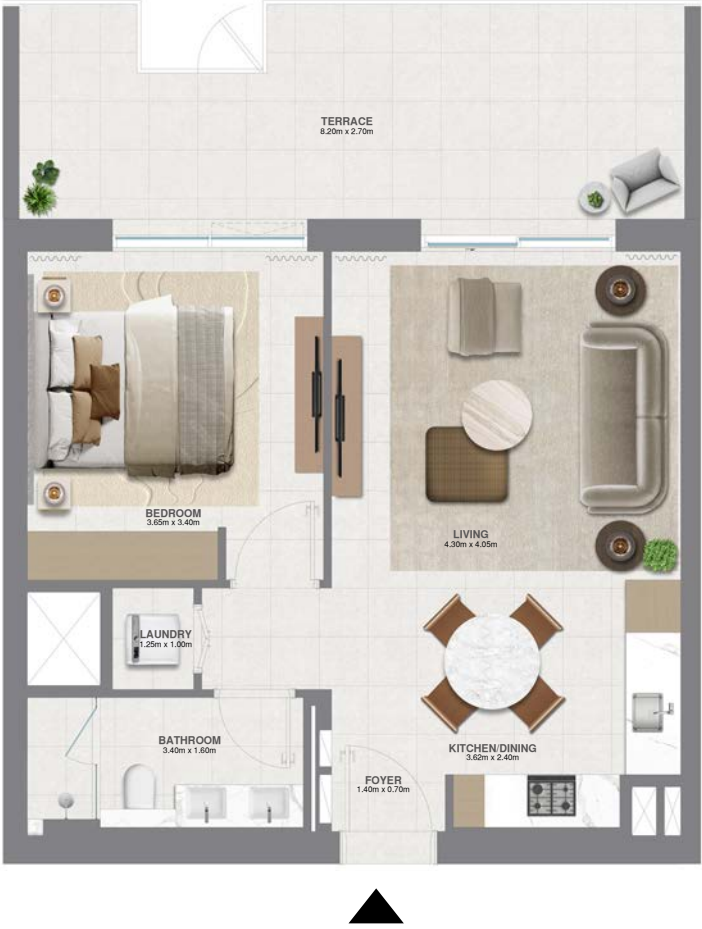 TERRACE
8.20m x 2.70m
BEDROOM
3.65m x 3.40m
LIVING
4.30m x 4.05m
LAUNDRY
1.25m x 1.00m
BATHROOM
3.40m x 1.60m
KITCHEN/DINING
3.62m x 2.40m
FOYER
1.40m x 0.70m